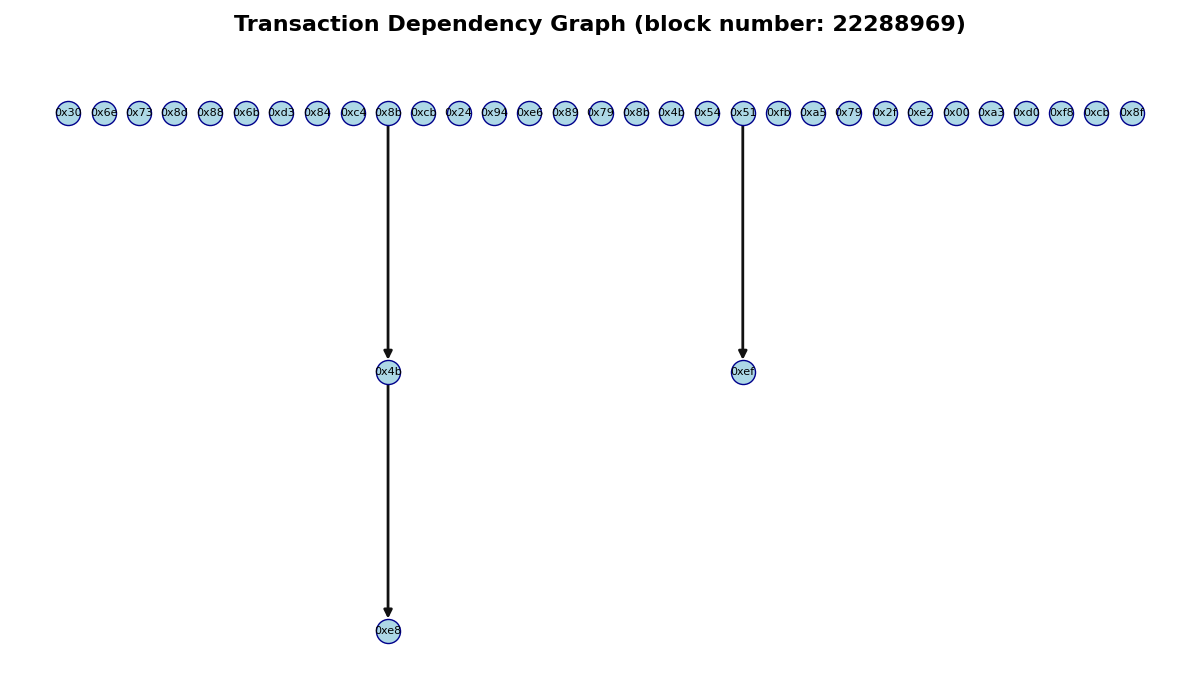 Transaction Dependency Graph (block number: 22288969)
0x30 0x6e 0x73 0x8d 0x88 0x6b 0xd3 0x84 0xc4 0x8b 0xcb 0x24 0x94 0xe6 0x89 0x79 0x8b 0x4b 0x54 0x51 0xfb 0xa5 0x79 0x2f 0xe2 0x00 0xa3 0xd0 0xf8 0xcb 0x8f
0x4b 0xef
0xe8